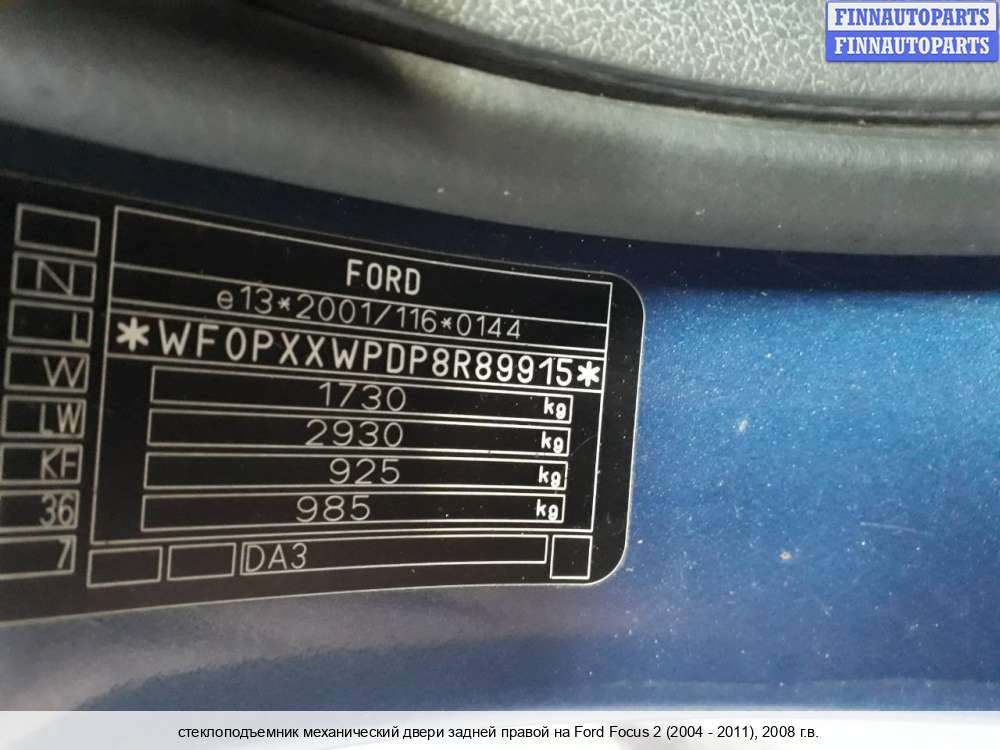 FINNAUTOPARTS
FINNAUTOPARTS
FORD
e13*2001/116*0144
*WF0PXXWPDP8R89915*
1730 kg
2930 kg
925 kg
985 kg
N
L
W
LW
KF
36
7
DA3
стеклоподъемник механический двери задней правой на Ford Focus 2 (2004 - 2011), 2008 г.в.